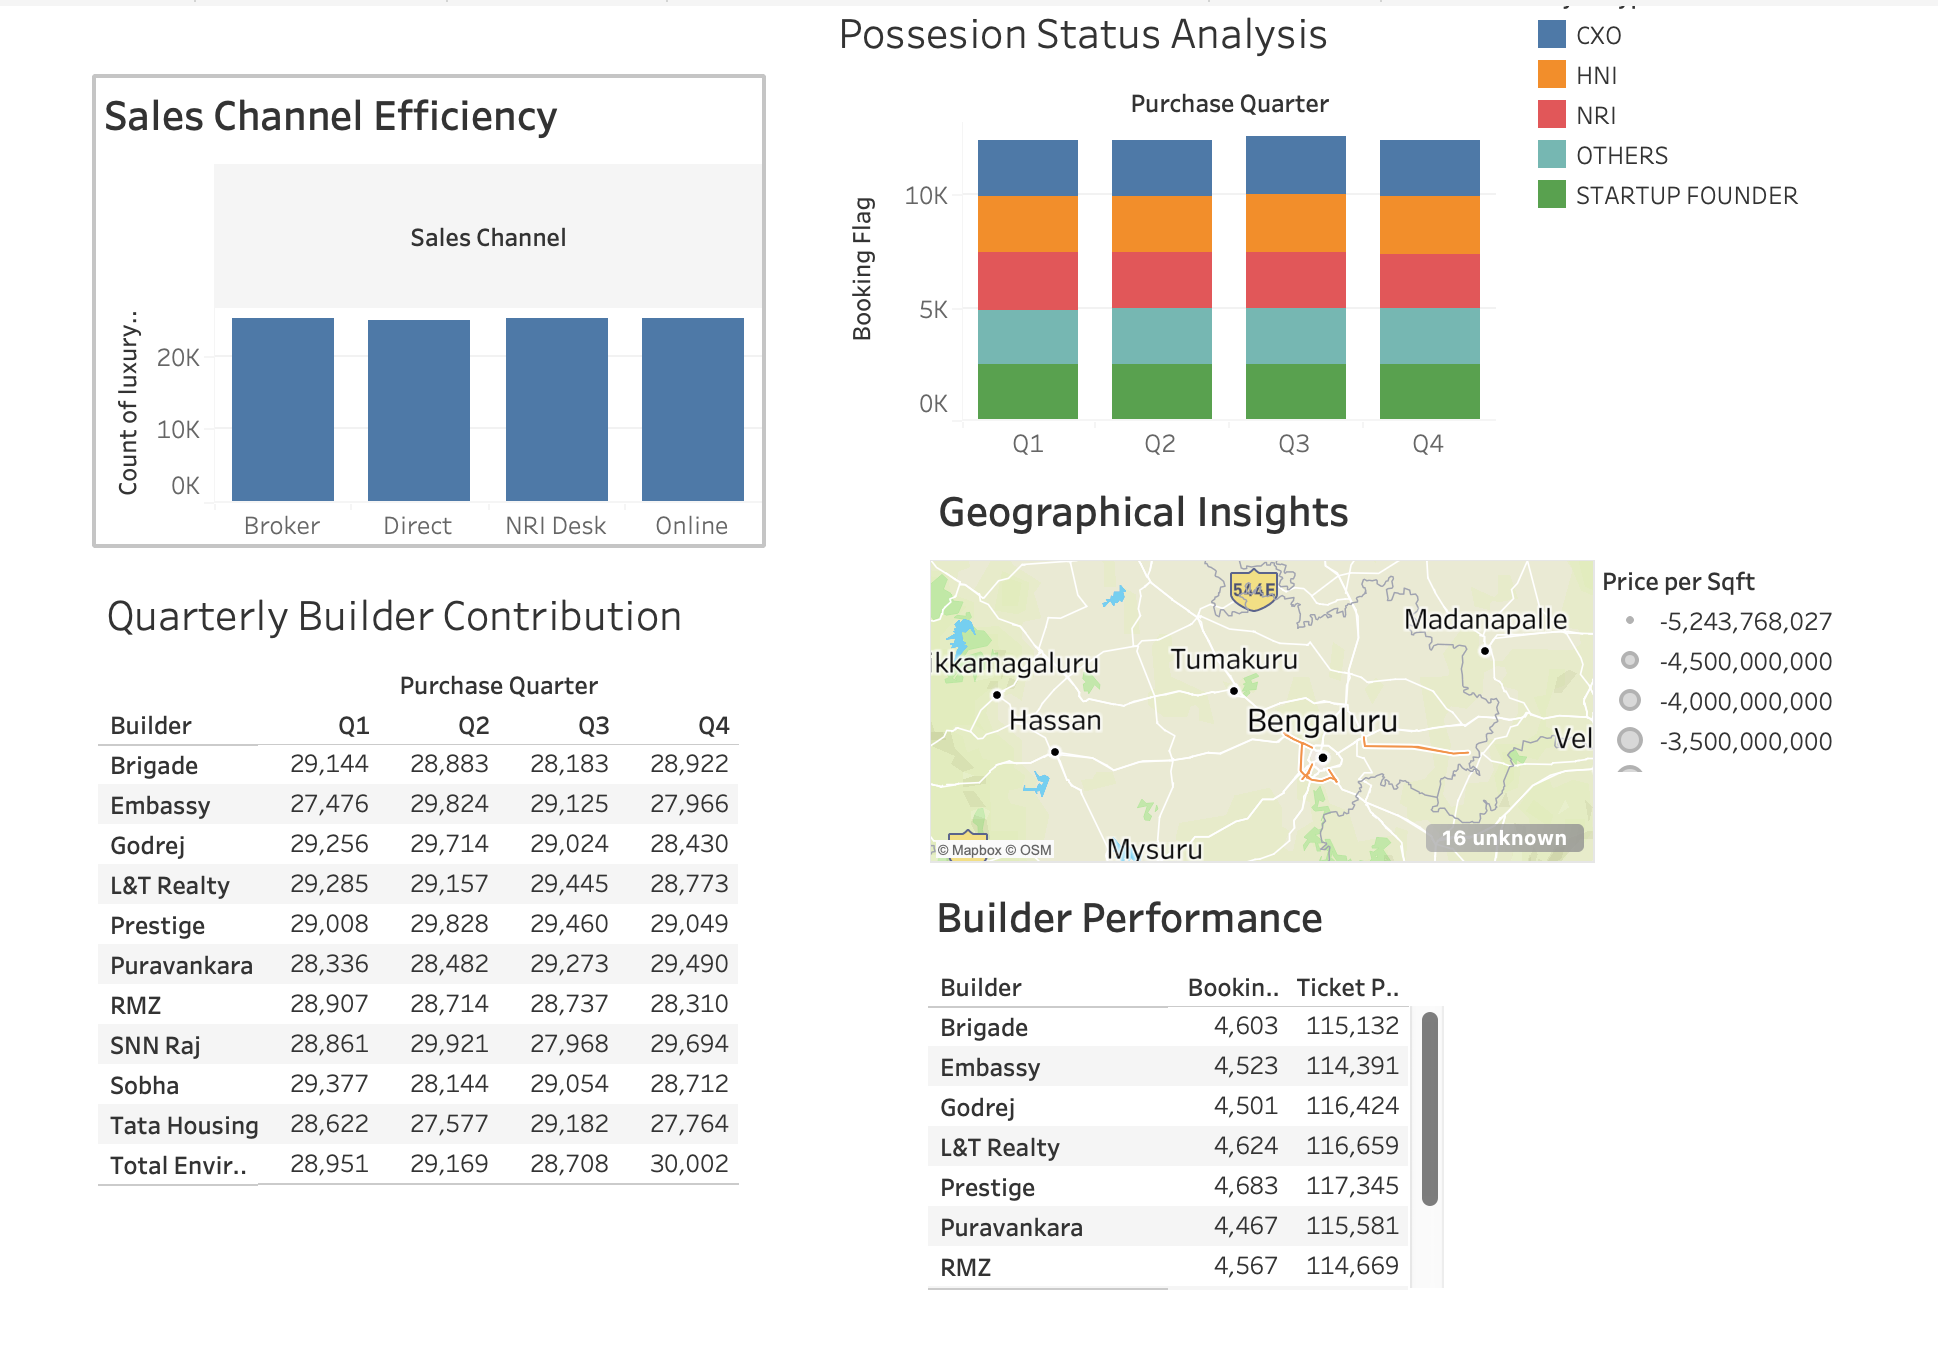 Sales Channel Efficiency
Sales Channel
Count of luxury..
20K
10K
0K
Broker Direct NRI Desk Online
Quarterly Builder Contribution
Purchase Quarter
Builder Q1 Q2 Q3 Q4
Brigade 29,144 28,883 28,183 28,922
Embassy 27,476 29,824 29,125 27,966
Godrej 29,256 29,714 29,024 28,430
L&T Realty 29,285 29,157 29,445 28,773
Prestige 29,008 29,828 29,460 29,049
Puravankara 28,336 28,482 29,273 29,490
RMZ 28,907 28,714 28,737 28,310
SNN Raj 28,861 29,921 27,968 29,694
Sobha 29,377 28,144 29,054 28,712
Tata Housing 28,622 27,577 29,182 27,764
Total Envir.. 28,951 29,169 28,708 30,002
Possesion Status Analysis
Purchase Quarter
Booking Flag
10K
5K
0K
Q1 Q2 Q3 Q4
CXO
HNI
NRI
OTHERS
STARTUP FOUNDER
Geographical Insights
544E
Madanapalle
ikkamagaluru
Tumakuru
Hassan
Bengaluru
Vel
Mysuru
16 unknown
© Mapbox © OSM
Price per Sqft
-5,243,768,027
-4,500,000,000
-4,000,000,000
-3,500,000,000
Builder Performance
Builder Bookin.. Ticket P..
Brigade 4,603 115,132
Embassy 4,523 114,391
Godrej 4,501 116,424
L&T Realty 4,624 116,659
Prestige 4,683 117,345
Puravankara 4,467 115,581
RMZ 4,567 114,669